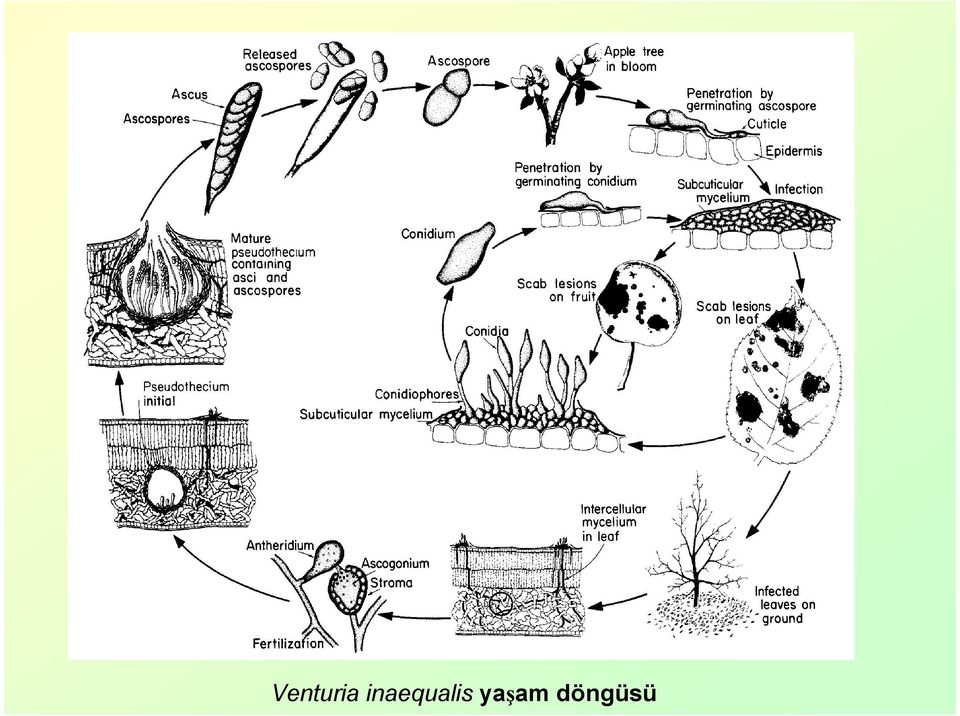 Released
ascospores
Ascospore
Apple tree
in bloom
Ascus
Ascospores
Penetration by
germinating ascospore
Cuticle
Epidermis
Penetration by
germinating conidium
Subcuticular
mycelium
Infection
Mature
pseudothecium
containing
asci and
ascospores
Conidium
Scab lesions
on fruit
Scab lesions
on leaf
Conidia
Pseudothecium
initial
Conidiophores
Subcuticular mycelium
Intercellular
mycelium
in leaf
Antheridium
Ascogonium
Stroma
Infected
leaves on
ground
Fertilization
Venturia inaequalis yaşam döngüsü